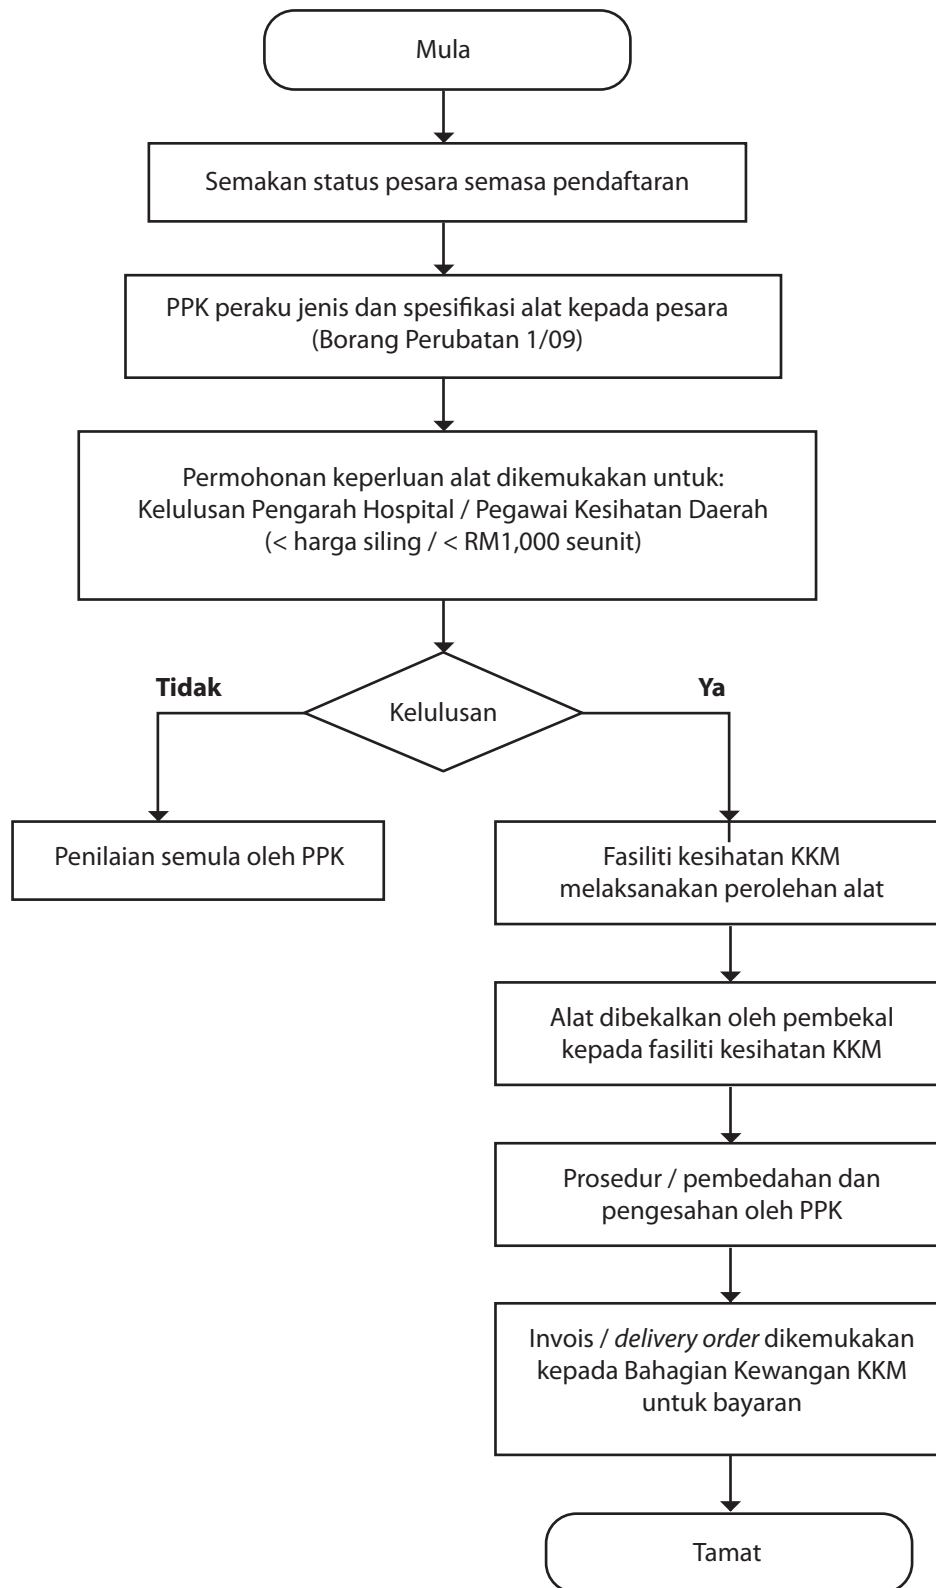 Mula
Semakan status pesara semasa pendaftaran
PPK peraku jenis dan spesifikasi alat kepada pesara
(Borang Perubatan 1/09)
Permohonan keperluan alat dikemukakan untuk:
Kelulusan Pengarah Hospital / Pegawai Kesihatan Daerah
(< harga siling / < RM1,000 seunit)
Kelulusan
Tidak
Ya
Penilaian semula oleh PPK
Fasiliti kesihatan KKM
melaksanakan perolehan alat
Alat dibekalkan oleh pembekal
kepada fasiliti kesihatan KKM
Prosedur / pembedahan dan
pengesahan oleh PPK
Invois / delivery order dikemukakan
kepada Bahagian Kewangan KKM
untuk bayaran
Tamat